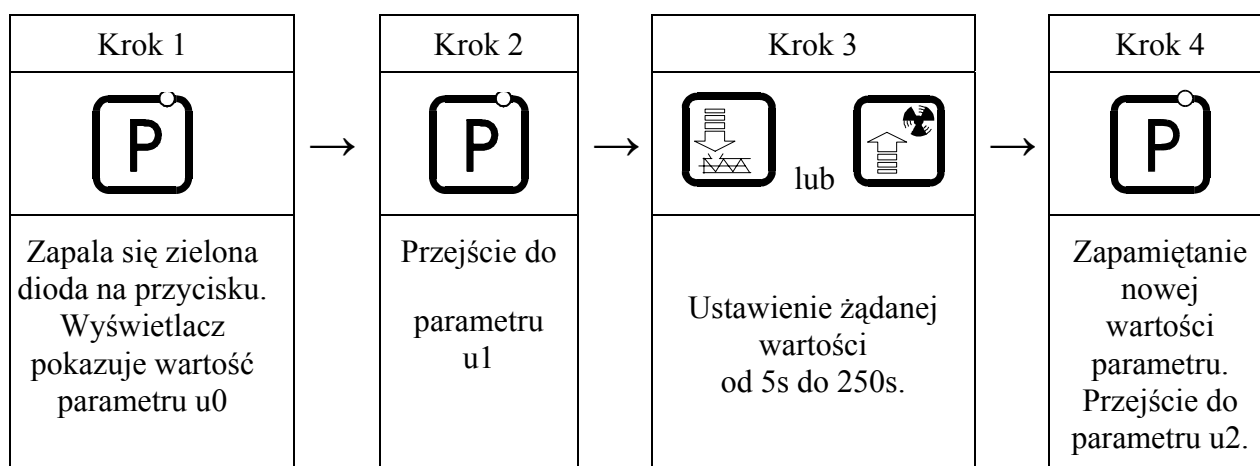 Krok 1
P
Zapala się zielona
dioda na przycisku.
Wyświetlacz
pokazuje wartość
parametru u0
→
Krok 2
P
Przejście do
parametru
u1
→
Krok 3
lub
Ustawienie żądanej
wartości
od 5s do 250s.
→
Krok 4
P
Zapamiętanie
nowej
wartości
parametru.
Przejście do
parametru u2.